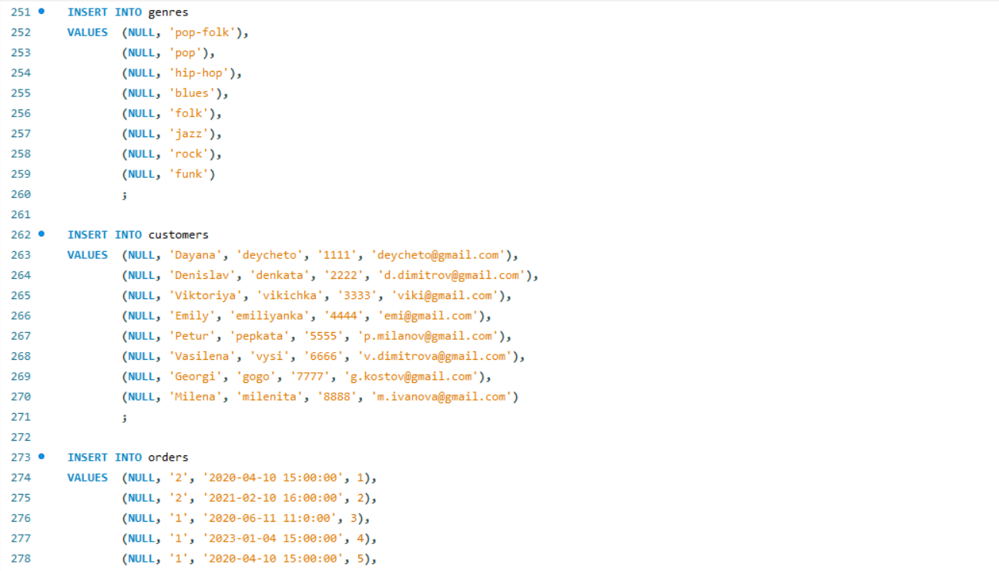 251 INSERT INTO genres
252 VALUES (NULL, 'pop-folk'),
253 (NULL, 'pop'),
254 (NULL, 'hip-hop'),
255 (NULL, 'blues'),
256 (NULL, 'folk'),
257 (NULL, 'jazz'),
258 (NULL, 'rock'),
259 (NULL, 'funk')
260 ;
261
262 INSERT INTO customers
263 VALUES (NULL, 'Dayana', 'deycheto', '1111', 'deycheto@gmail.com'),
264 (NULL, 'Denislav', 'denkata', '2222', 'd.dimitrov@gmail.com'),
265 (NULL, 'Viktoriya', 'vikichka', '3333', 'viki@gmail.com'),
266 (NULL, 'Emily', 'emiliyanka', '4444', 'emi@gmail.com'),
267 (NULL, 'Petur', 'pepkata', '5555', 'p.milanov@gmail.com'),
268 (NULL, 'Vasilena', 'vysi', '6666', 'v.dimitrova@gmail.com'),
269 (NULL, 'Georgi', 'gogo', '7777', 'g.kostov@gmail.com'),
270 (NULL, 'Milena', 'milenita', '8888', 'm.ivanova@gmail.com')
271 ;
272
273 INSERT INTO orders
274 VALUES (NULL, '2', '2020-04-10 15:00:00', 1),
275 (NULL, '2', '2021-02-10 16:00:00', 2),
276 (NULL, '1', '2020-06-11 11:0:00', 3),
277 (NULL, '1', '2023-01-04 15:00:00', 4),
278 (NULL, '1', '2020-04-10 15:00:00', 5),